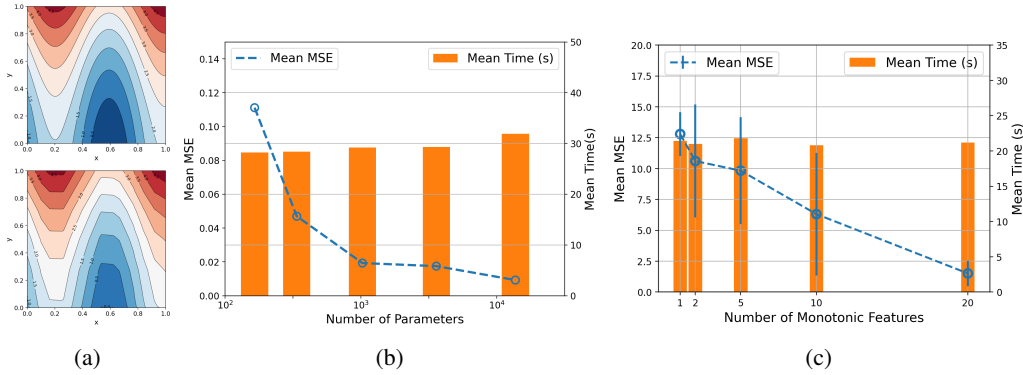 1.0
0.8
0.6
0.4
0.2
0.0
y
0.0 0.2 0.4 0.6 0.8 1.0
x
1.0
0.8
0.6
0.4
0.2
0.0
y
0.0 0.2 0.4 0.6 0.8 1.0
x
(a)
Mean MSE
Mean Time (s)
0.14
0.12
0.10
0.08
0.06
0.04
0.02
0.00
Mean MSE
50
40
30
20
10
0
Mean Time(s)
10² 10³ 10⁴
Number of Parameters
(b)
Mean MSE
Mean Time (s)
20.0
17.5
15.0
12.5
10.0
7.5
5.0
2.5
0.0
Mean MSE
35
30
25
20
15
10
5
0
Mean Time (s)
1 2 5 10 20
Number of Monotonic Features
(c)